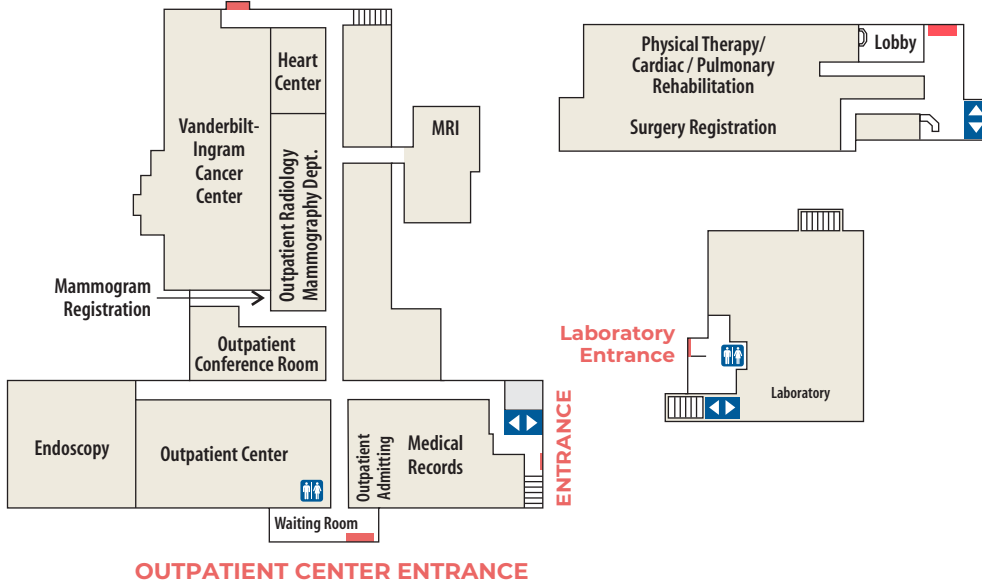 Heart
Center
Vanderbilt-
Ingram
Cancer
Center
Outpatient Radiology
Mammography Dept.
MRI
Mammogram
Registration
Outpatient
Conference Room
Endoscopy
Outpatient Center
Outpatient
Admitting
Medical
Records
ENTRANCE
Waiting Room
OUTPATIENT CENTER ENTRANCE
Physical Therapy/
Cardiac / Pulmonary
Rehabilitation
Surgery Registration
Lobby
Laboratory
Entrance
Laboratory